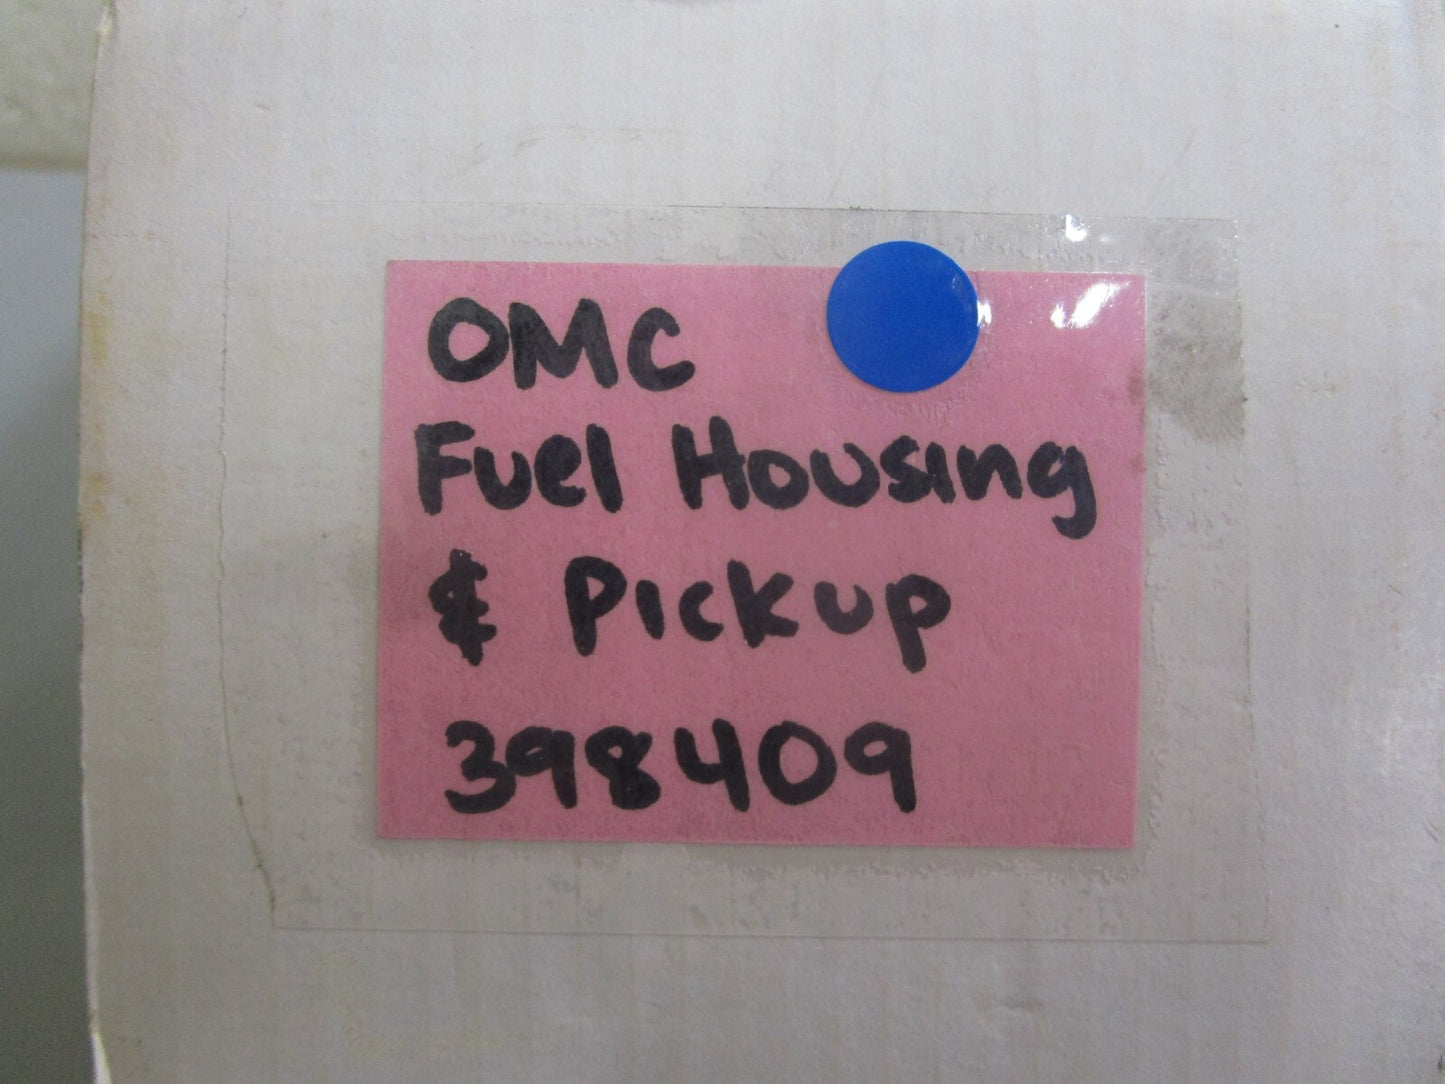 OMC
Fuel Housing
& Pickup
398409